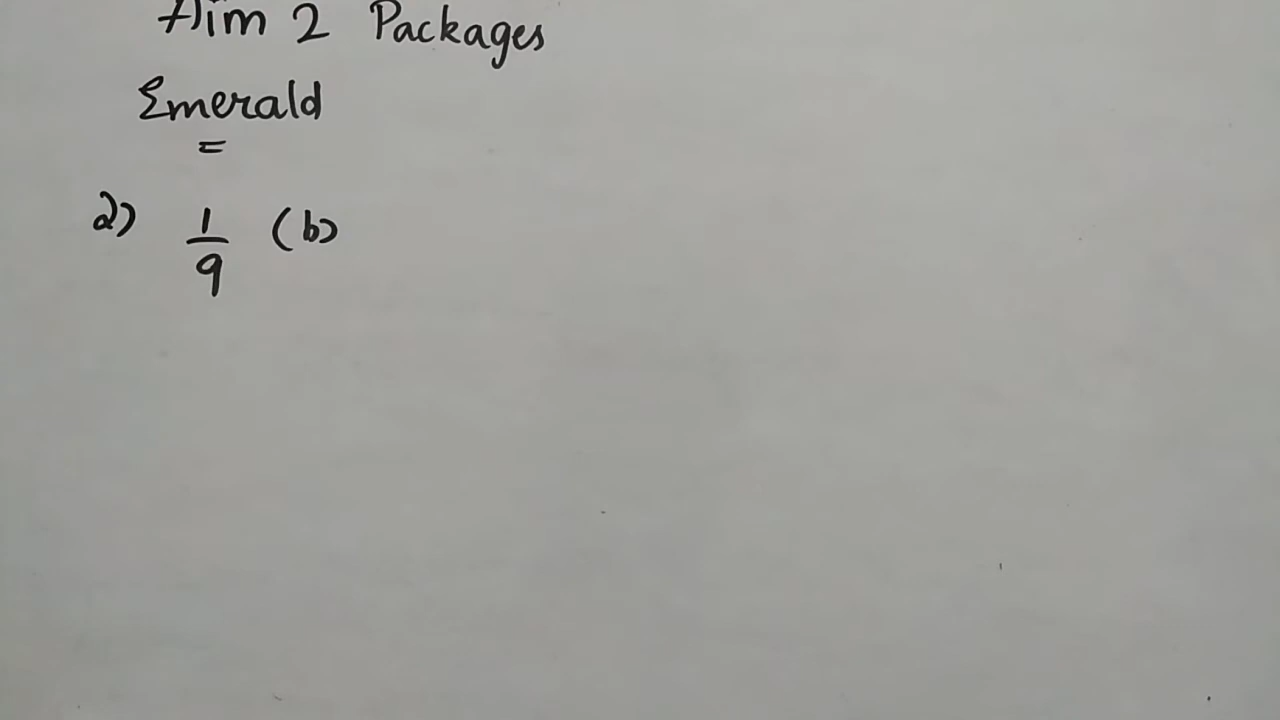 Aim 2 Packages
Emerald
=
2) 1/9 (b)